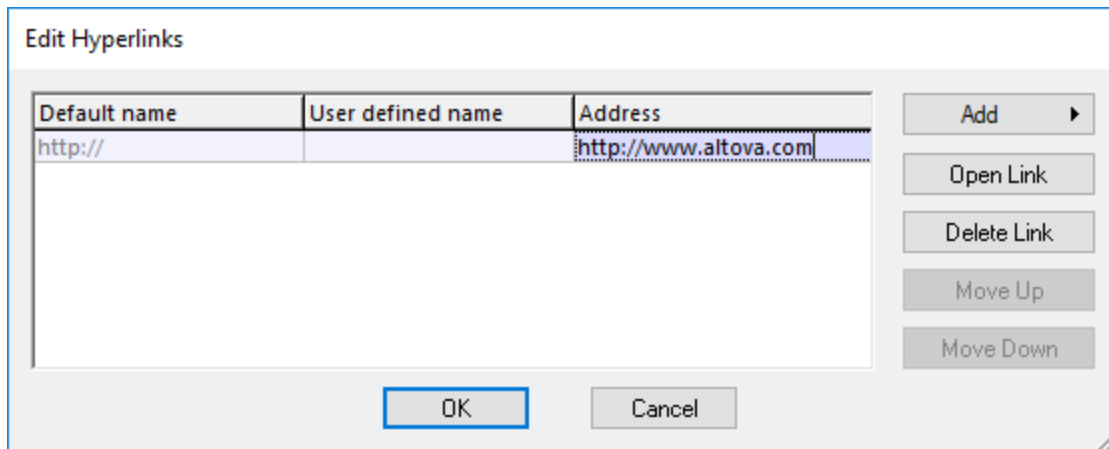 Edit Hyperlinks
Default name User defined name Address
http:// http://www.altova.com
Add
Open Link
Delete Link
Move Up
Move Down
OK Cancel